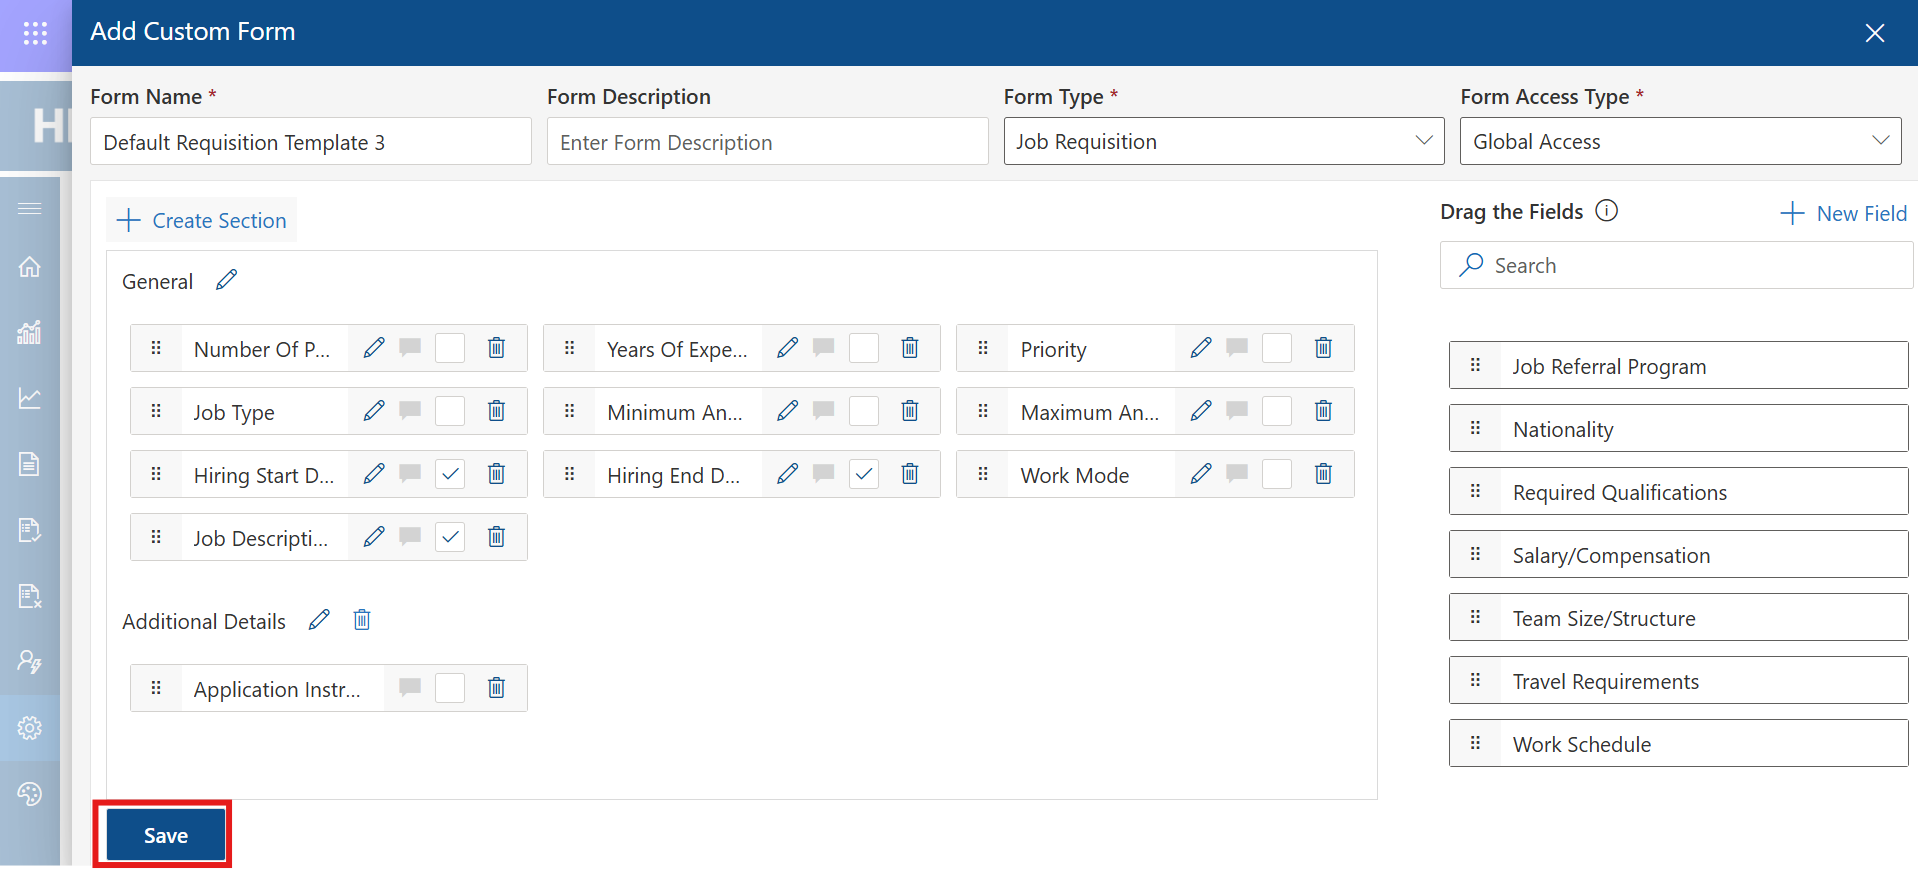 Add Custom Form
Form Name *
Form Description
Form Type *
Form Access Type *
Default Requisition Template 3
Enter Form Description
Job Requisition
Global Access
Create Section
Drag the Fields
New Field
Search
General
Number Of P...
Years Of Expe...
Priority
Job Type
Minimum An...
Maximum An...
Hiring Start D...
Hiring End D...
Work Mode
Job Descripti...
Additional Details
Application Instr...
Job Referral Program
Nationality
Required Qualifications
Salary/Compensation
Team Size/Structure
Travel Requirements
Work Schedule
Save